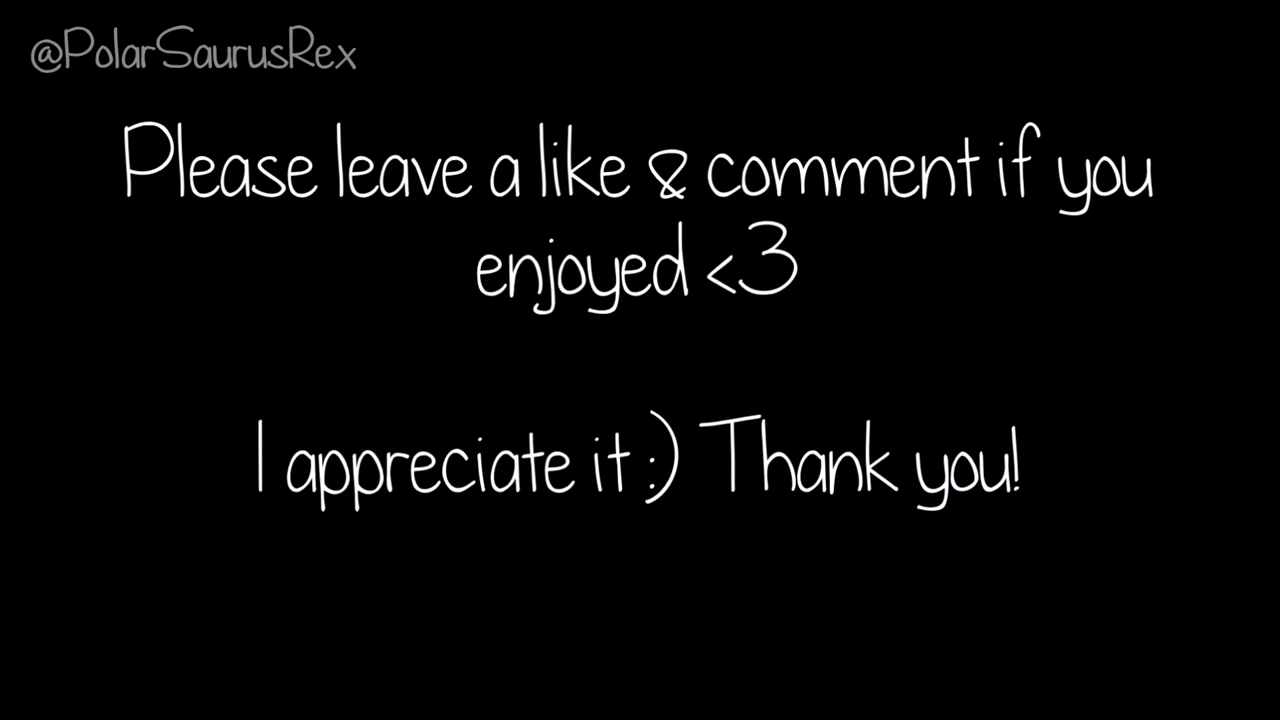 @PolarSaurusRex
Please leave a like & comment if you
enjoyed <3
I appreciate it :) Thank you!